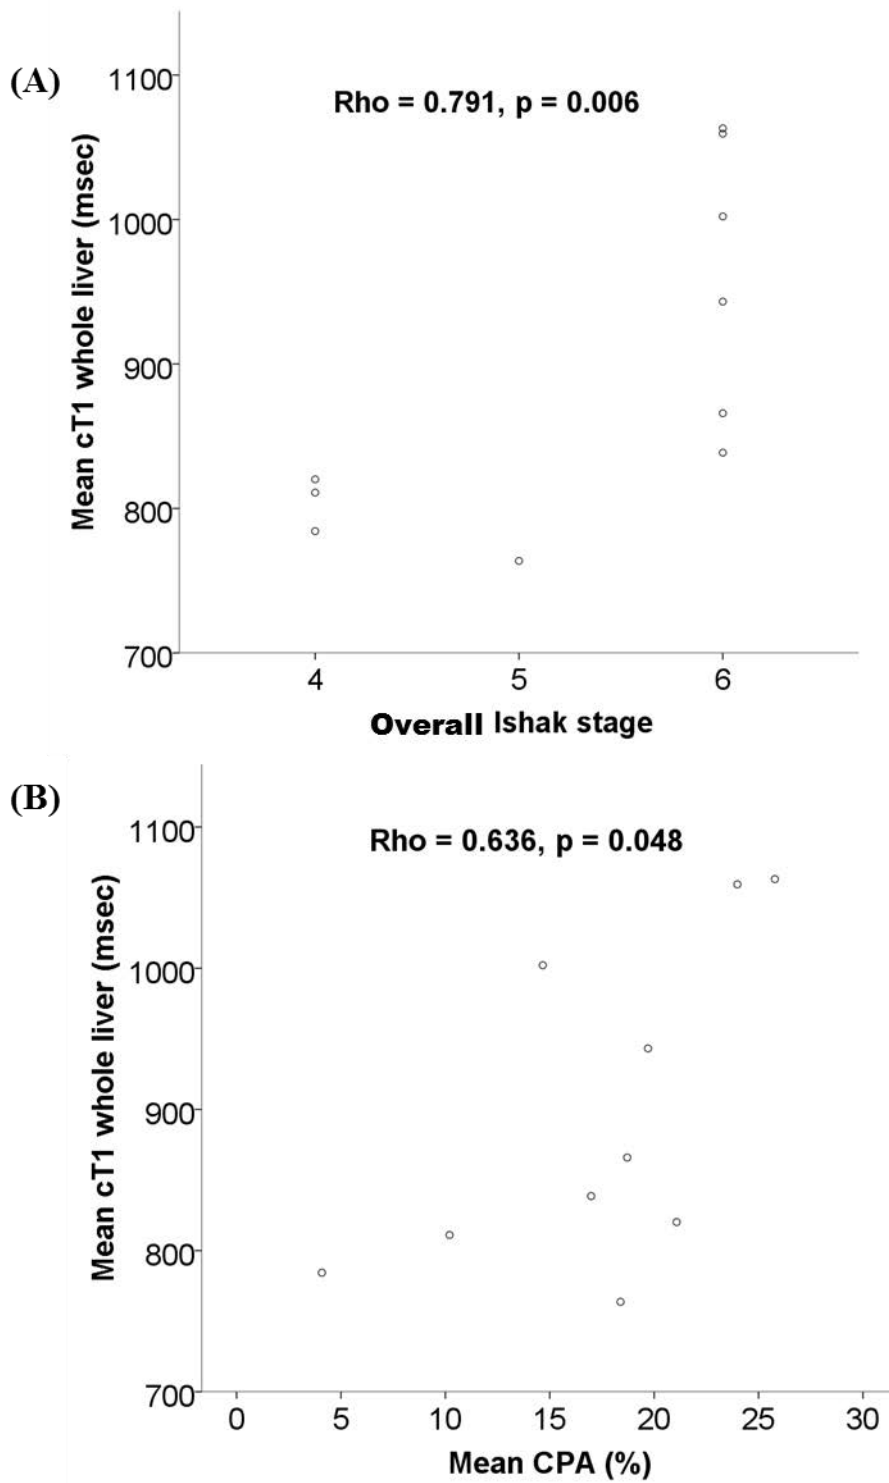 (A)
Rho = 0.791, p = 0.006
Mean cT1 whole liver (msec)
1100
1000
900
800
700
4 5 6
Overall Ishak stage
(B)
Rho = 0.636, p = 0.048
Mean cT1 whole liver (msec)
1100
1000
900
800
700
0 5 10 15 20 25 30
Mean CPA (%)